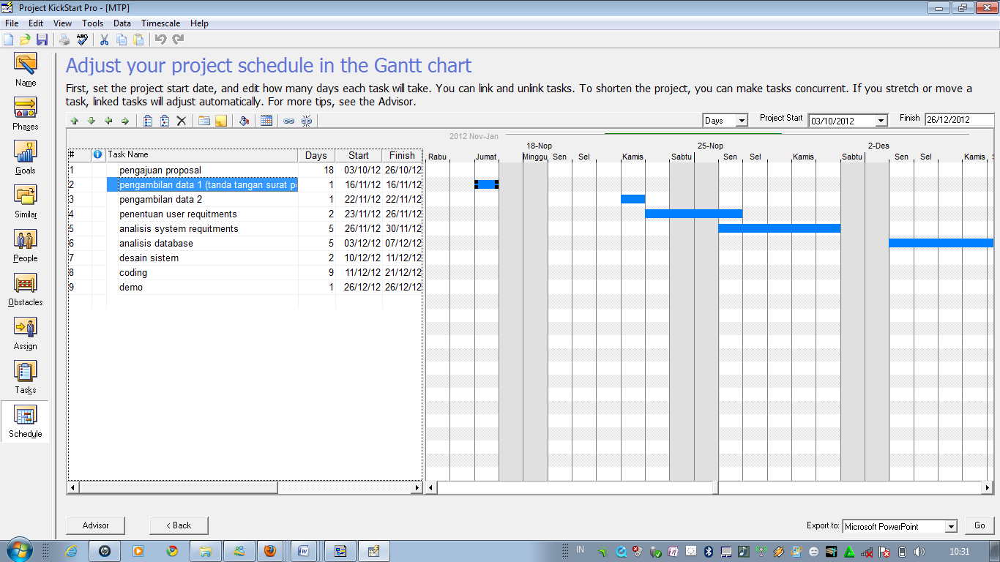 Project KickStart Pro - [MTP]
File Edit View Tools Data Timescale Help
ABC
Name
Phases
Goals
Similar
People
Obstacles
Assign
Tasks
Schedule
Adjust your project schedule in the Gantt chart
First, set the project start date, and edit how many days each task will take. You can link and unlink tasks. To shorten the project, you can make tasks concurrent. If you stretch or move a
task, linked tasks will adjust automatically. For more tips, see the Advisor.
Days Project Start 03/10/2012 Finish 26/12/2012
2012 Nov-Jan
18-Nop 25-Nop 2-Des
Rabu Jumat Minggu Sen Sel Kamis Sabtu Sen Sel Kamis Sabtu Sen Sel Kamis S
# Task Name Days Start Finish
1 pengajuan proposal 18 03/10/12 26/10/12
2 pengambilan data 1 (tanda tangan surat pe 1 16/11/12 16/11/12
3 pengambilan data 2 1 22/11/12 22/11/12
4 penentuan user requitments 2 23/11/12 26/11/12
5 analisis system requitments 5 26/11/12 30/11/12
6 analisis database 5 03/12/12 07/12/12
7 desain sistem 2 10/12/12 11/12/12
8 coding 9 11/12/12 21/12/12
9 demo 1 26/12/12 26/12/12
Advisor < Back Export to: Microsoft PowerPoint Go
IN 10:31